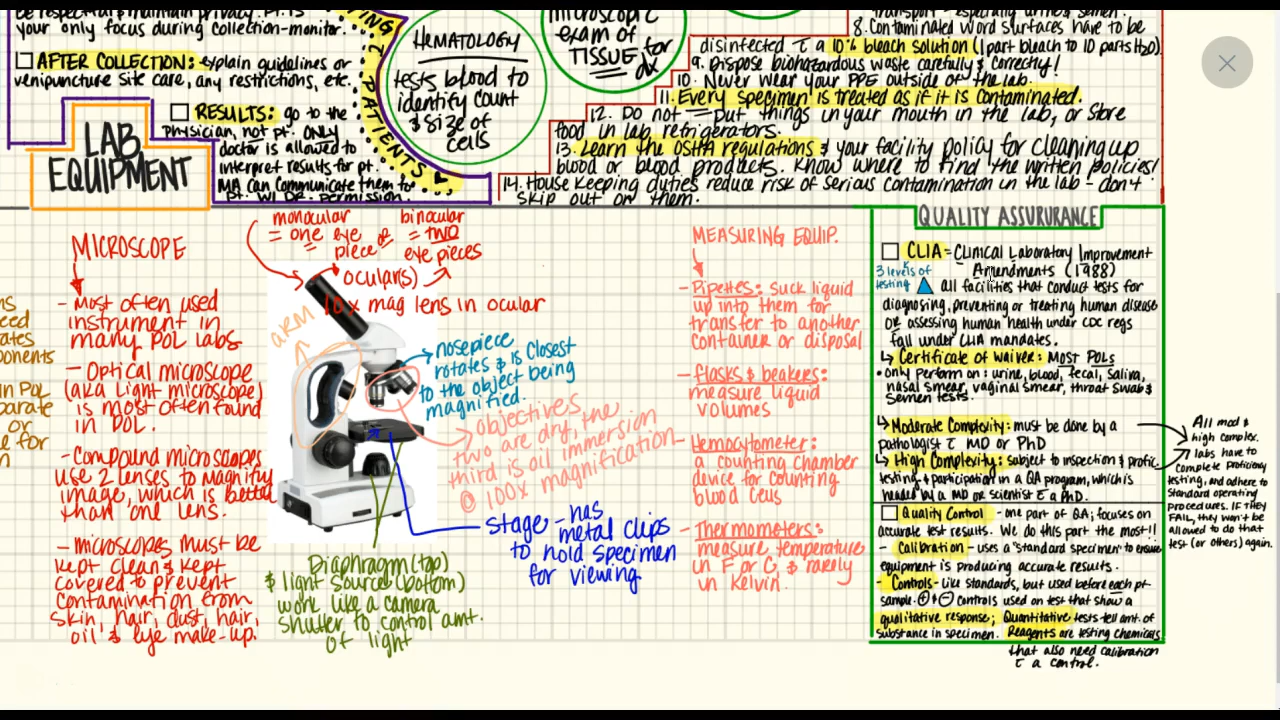 be respectful & maintain privacy. Pt. is
your only focus during collection-monitor.
☐ AFTER COLLECTION: explain guidelines or
venipuncture site care, any restrictions, etc.
☐ RESULTS: go to the
physician, not pt. ONLY
doctor is allowed to
interpret results for pt.
MA can communicate them to
pt. W/ DR. permission.
PATIENTS
LAB
EQUIPMENT
HEMATOLOGY
tests blood to
identify count
& size of
cells
microscopic
exam of
TISSUE for
dx
transport - especially urine & semen.
8. Contaminated word surfaces have to be
disinfected c̄ a 10% bleach solution (1 part bleach to 10 parts H2O).
9. Dispose biohazardous waste carefully & correctly!
10. Never wear your PPE outside of the lab.
11. Every specimen is treated as if it is contaminated.
12. Do not put things in your mouth in the lab, or store
food in lab refrigerators.
13. Learn the OSHA regulations & your facility policy for cleaning up
blood or blood products. Know where to find the written policies!
14. House keeping duties reduce risk of serious contamination in the lab - don't
skip out on them.
MICROSCOPE
- Most often used
instrument in
many POL labs
- Optical microscope
(aka Light microscope)
is most often found
in POL.
- Compound microscopes
use 2 lenses to magnify
image, which is better
than one lens.
- Microscopes must be
kept clean & kept
covered to prevent
contamination from
skin, hair, dust, hair,
oil & eye make-up.
monocular
= one eye
piece
or
binocular
= TWO
eye pieces
ocular(s)
10x mag lens in ocular
ARM
nosepiece
rotates & is closest
to the object being
magnified.
objectives
two are dry, the
third is oil immersion
@ 100x magnification
stage - has
metal clips
to hold specimen
for viewing
Diaphragm (top)
& light source (bottom)
work like a camera
shutter to control amt.
of light
MEASURING EQUIP.
- Pipettes: suck liquid
up into them for
transfer to another
container or disposal
- Flasks & beakers:
measure liquid
volumes
- Hemocytometer:
a counting chamber
device for counting
blood cells
- Thermometers:
measure temperature
in F or C & rarely
in Kelvin.
QUALITY ASSURURANCE
☐ CLIA = Clinical Laboratory Improvement
Amendments (1988)
3 levels of
testing
all facilities that conduct tests for
diagnosing, preventing or treating human disease
or assessing human health under CDC regs
fall under CLIA mandates.
↳ Certificate of waiver: MOST POLs
• only perform on: urine, blood, fecal, saliva,
nasal smear, vaginal smear, throat swab &
semen tests.
↳ Moderate Complexity: must be done by a
pathologist c̄ MD or PhD
↳ High Complexity: subject to inspection & profic.
testing & participation in a QA program, which is
headed by a MD or scientist c̄ a PhD.
☐ Quality Control - one part of QA; focuses on
accurate test results. We do this part the most!!
- Calibration - uses a "standard specimen" to ensure
equipment is producing accurate results.
- Controls - Like standards, but used before each pt
sample. ⊕ & ⊖ controls used on test that show a
qualitative response; Quantitative tests tell amt. of
substance in specimen. Reagents are testing chemicals
that also need calibration
c̄ a control.
All mod &
high complex.
labs have to
complete proficiency
testing, and adhere to
standard operating
procedures. IF THEY
FAIL, they won't be
allowed to do that
test (or others) again.